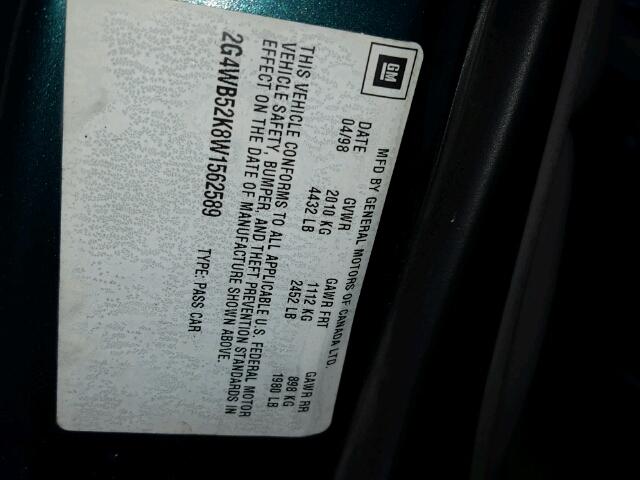 GM
MFD BY GENERAL MOTORS OF CANADA LTD.
DATE GVWR GAWR FRT GAWR RR
04/98 2010 KG 1112 KG 898 KG
4432 LB 2452 LB 1980 LB
THIS VEHICLE CONFORMS TO ALL APPLICABLE U.S. FEDERAL MOTOR
VEHICLE SAFETY, BUMPER, AND THEFT PREVENTION STANDARDS IN
EFFECT ON THE DATE OF MANUFACTURE SHOWN ABOVE.
2G4WB52K8W1562589 TYPE: PASS CAR